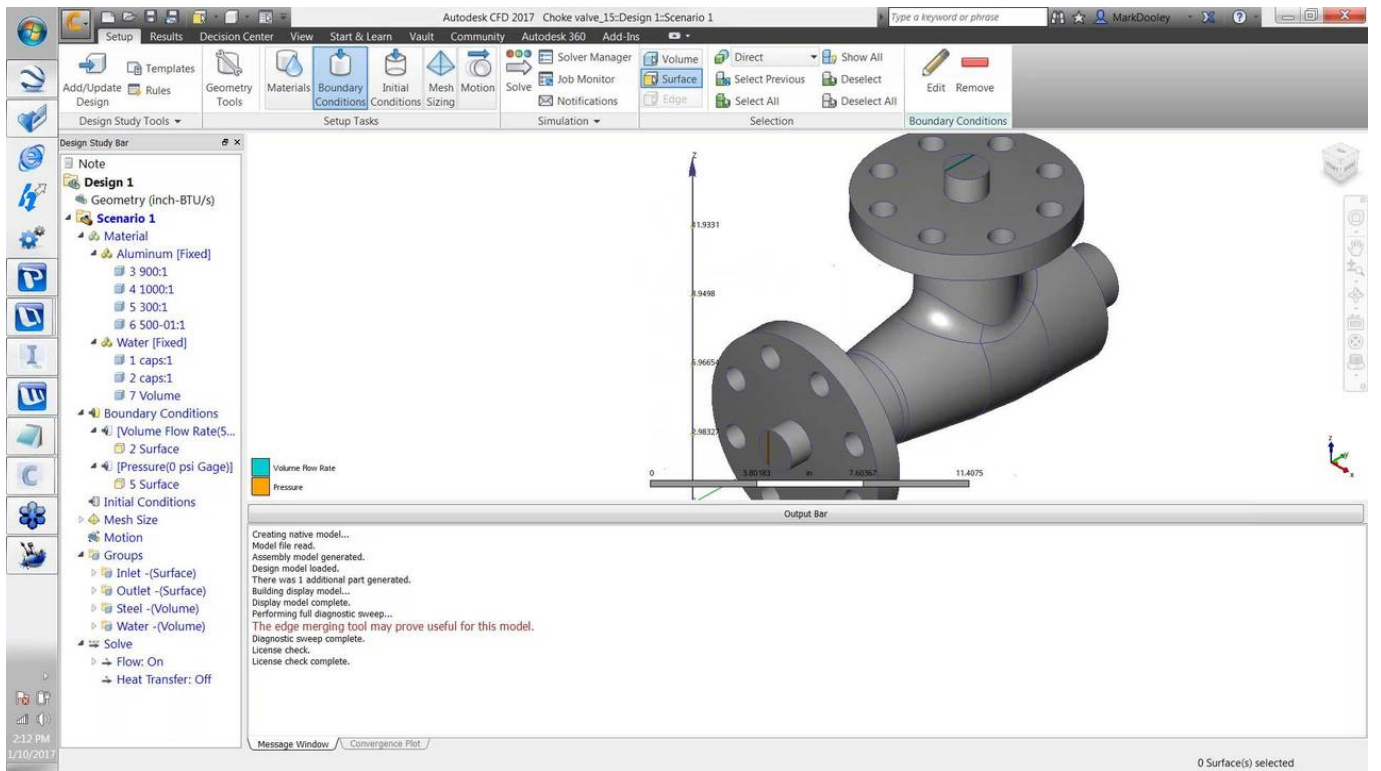 Autodesk CFD 2017 Choke valve_15::Design 1::Scenario 1
Type a keyword or phrase
MarkDooley
Setup Results Decision Center View Start & Learn Vault Community Autodesk 360 Add-Ins
Add/Update Design
Templates
Rules
Design Study Tools
Geometry Tools
Materials
Boundary Conditions
Initial Conditions
Mesh Sizing
Motion
Setup Tasks
Solve
Solver Manager
Job Monitor
Notifications
Simulation
Volume
Surface
Edge
Direct
Select Previous
Select All
Show All
Deselect
Deselect All
Selection
Edit
Remove
Boundary Conditions
Design Study Bar
Note
Design 1
Geometry (inch-BTU/s)
Scenario 1
Material
Aluminum [Fixed]
3 900:1
4 1000:1
5 300:1
6 500-01:1
Water [Fixed]
1 caps:1
2 caps:1
7 Volume
Boundary Conditions
[Volume Flow Rate(5...
2 Surface
[Pressure(0 psi Gage)]
5 Surface
Initial Conditions
Mesh Size
Motion
Groups
Inlet -(Surface)
Outlet -(Surface)
Steel -(Volume)
Water -(Volume)
Solve
Flow: On
Heat Transfer: Off
Z
11.9331
8.9498
5.96654
2.98327
0 3.80183 in 7.60367 11.4075
Volume Flow Rate
Pressure
z
y
x
Output Bar
Creating native model...
Model file read.
Assembly model generated.
Design model loaded.
There was 1 additional part generated.
Building display model...
Display model complete.
Performing full diagnostic sweep...
The edge merging tool may prove useful for this model.
Diagnostic sweep complete.
License check.
License check complete.
Message Window Convergence Plot
0 Surface(s) selected
2:12 PM
1/10/2017